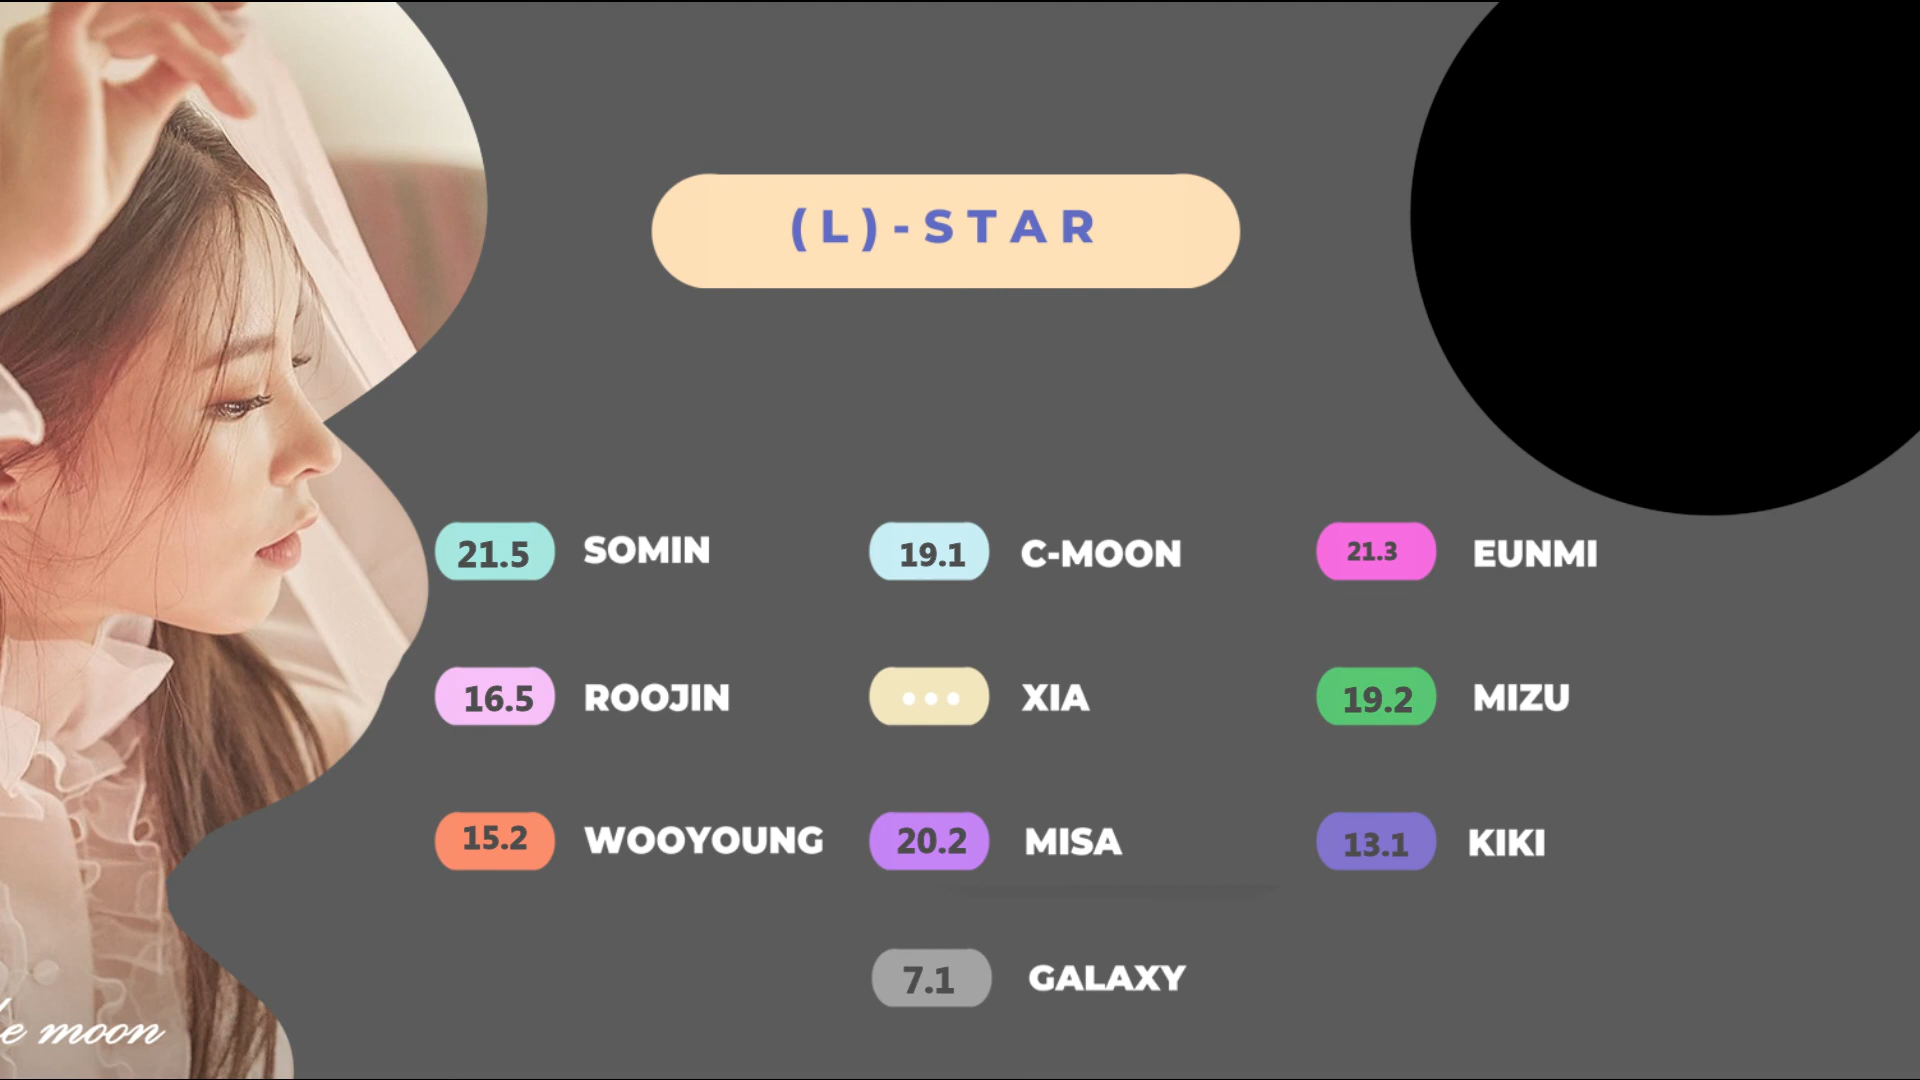 (L)-STAR
21.5 SOMIN 19.1 C-MOON 21.3 EUNMI
16.5 ROOJIN ... XIA 19.2 MIZU
15.2 WOOYOUNG 20.2 MISA 13.1 KIKI
7.1 GALAXY
moon